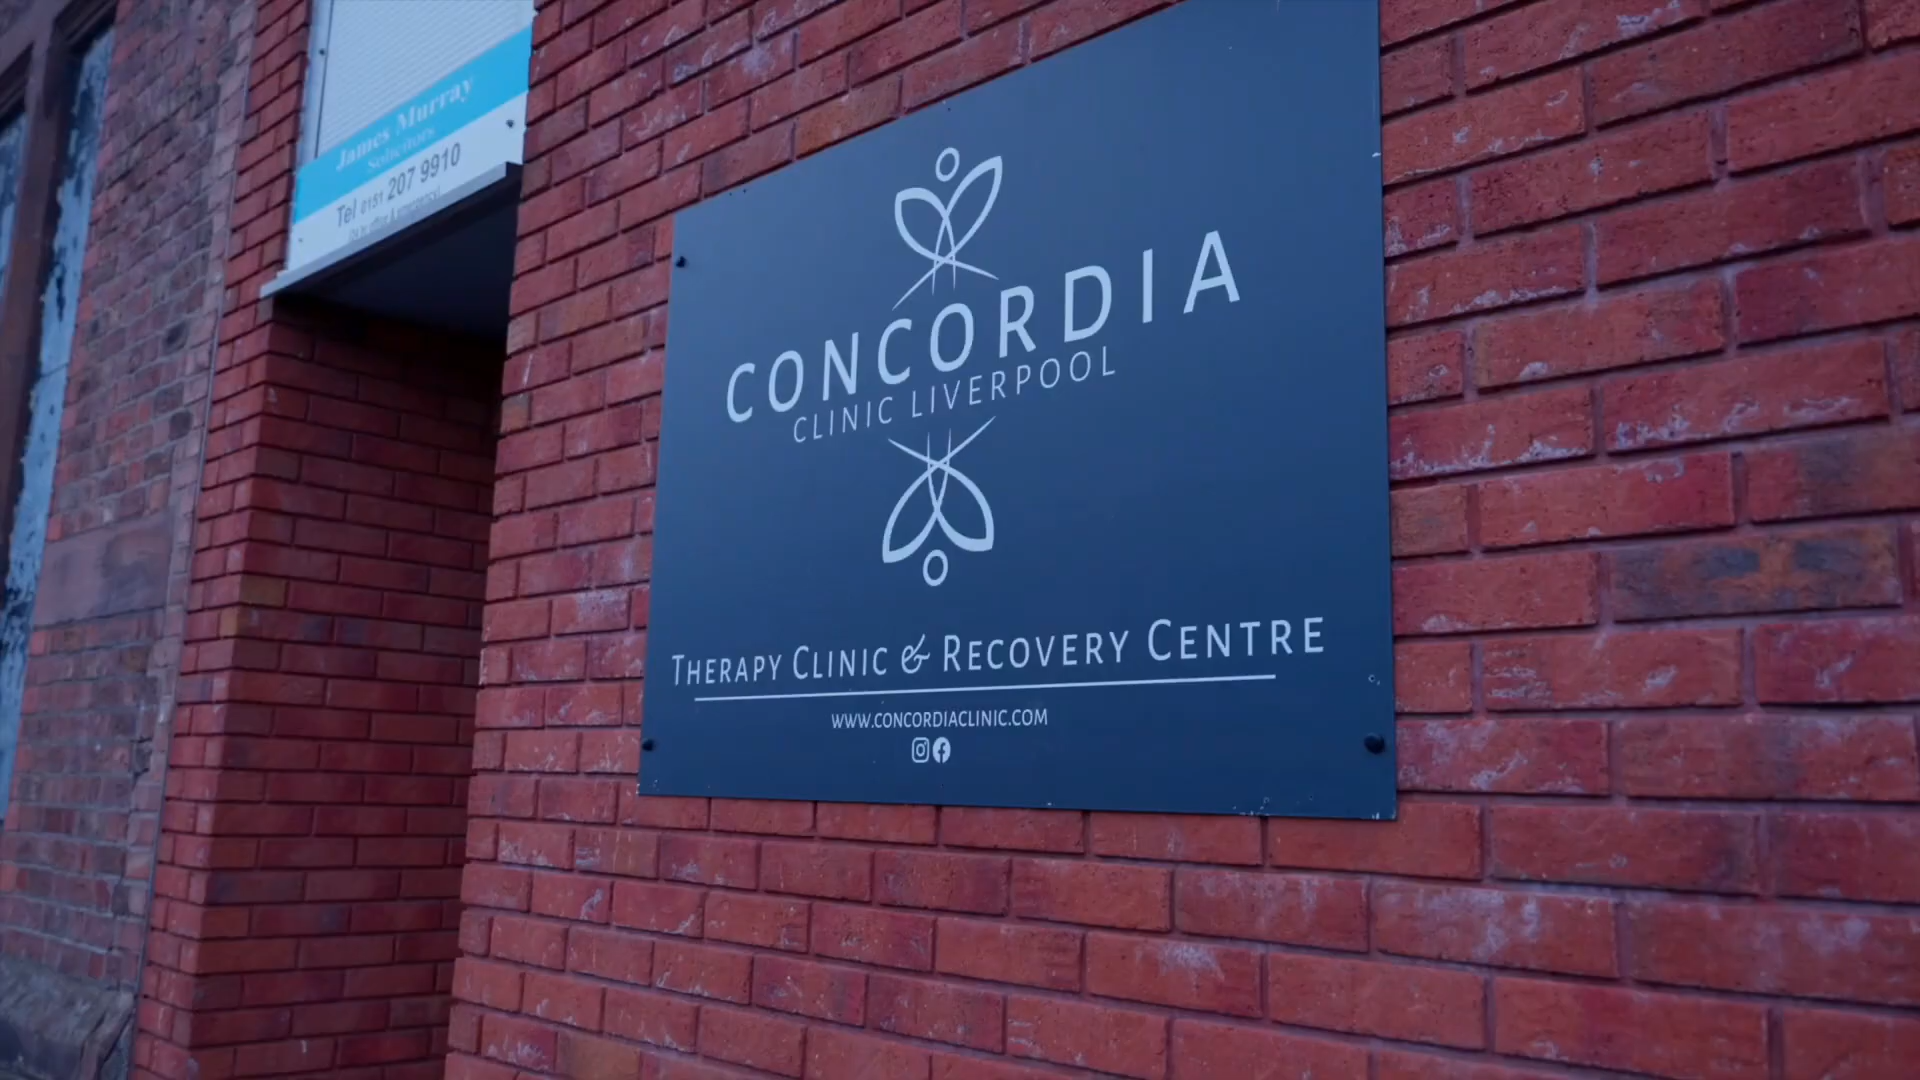 James Murray
Solicitors
Tel 0151 207 9910
CONCORDIA
CLINIC LIVERPOOL
THERAPY CLINIC & RECOVERY CENTRE
WWW.CONCORDIACLINIC.COM